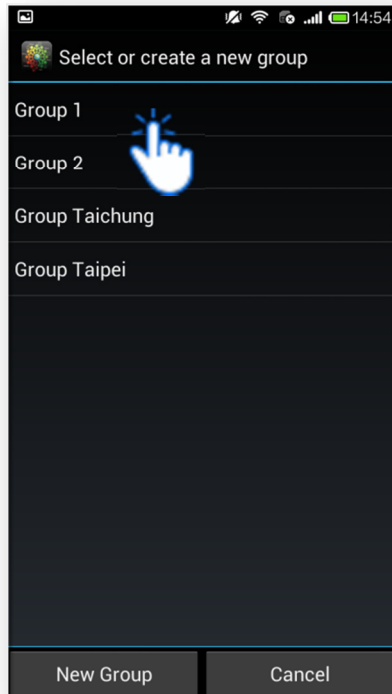 14:54
Select or create a new group
Group 1
Group 2
Group Taichung
Group Taipei
New Group
Cancel